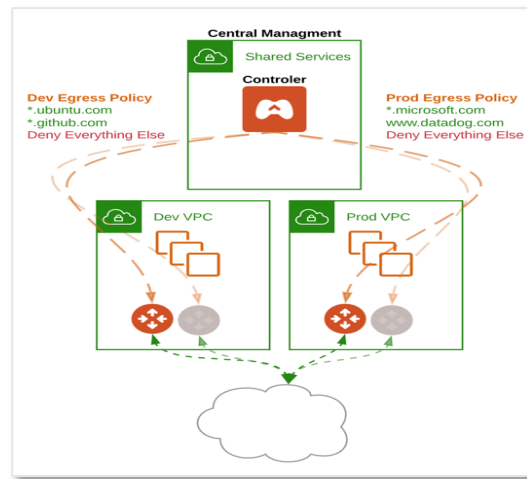 Central Managment
Shared Services
Controler
Dev Egress Policy
*.ubuntu.com
*.github.com
Deny Everything Else
Prod Egress Policy
*.microsoft.com
www.datadog.com
Deny Everything Else
Dev VPC
Prod VPC